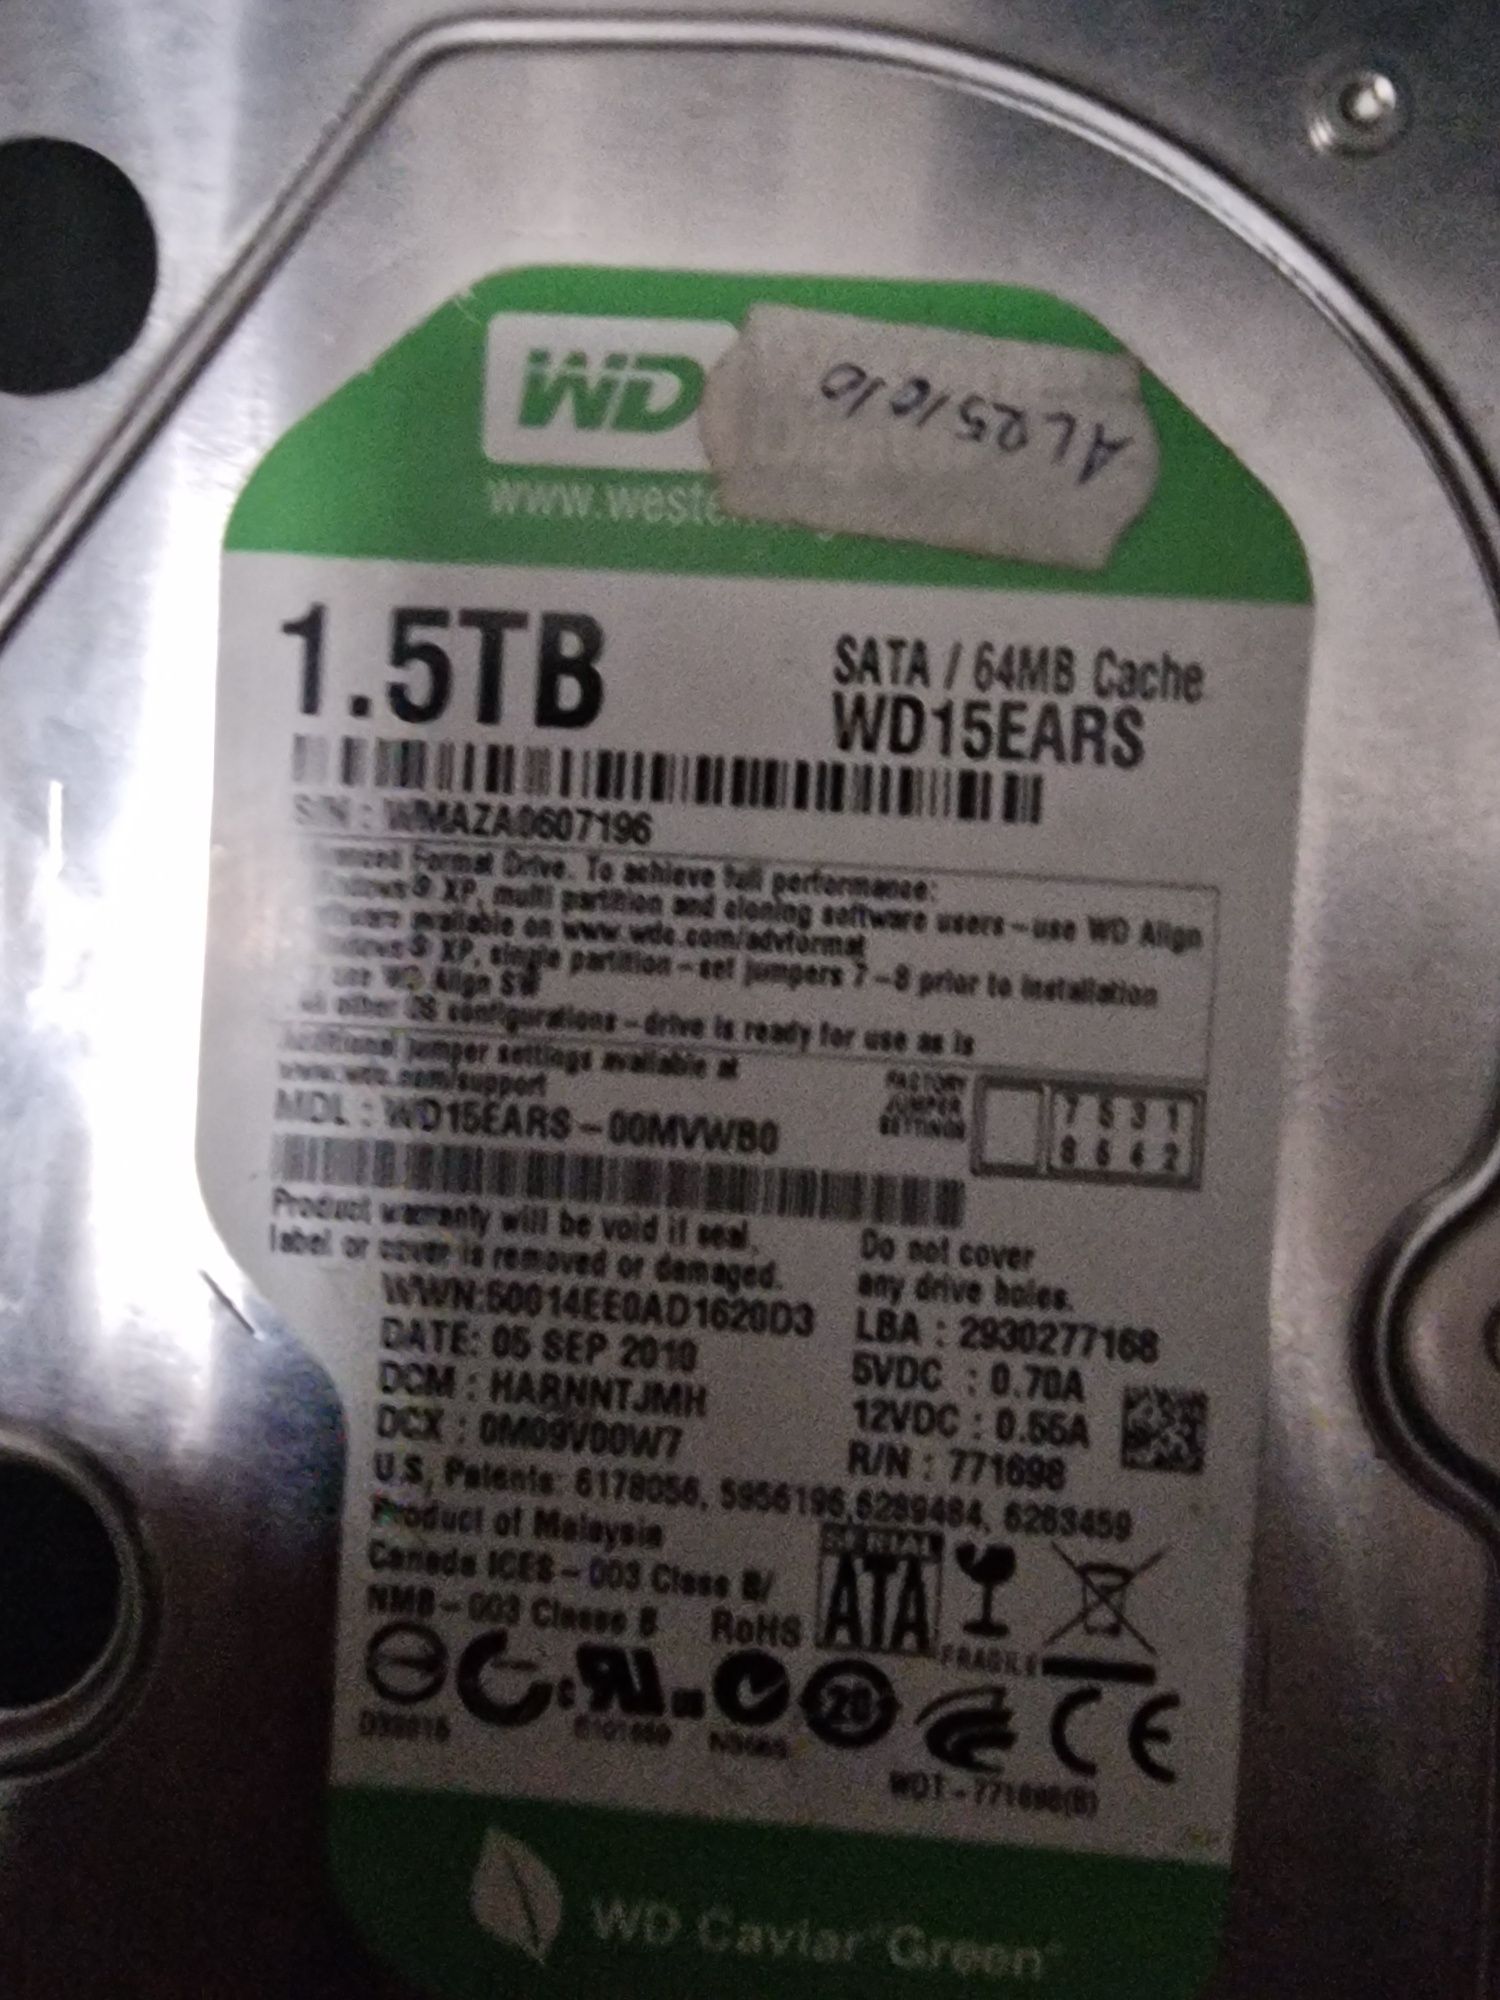 WD
AL251010
www.weste
1.5TB
SATA / 64MB Cache
WD15EARS
S/N : WMAZA0607196
Format Drive. To achieve full performance:
Windows® XP, multi partition and cloning software users – use WD Align
software available on www.wdc.com/advformat
Windows® XP, single partition – set jumpers 7–8 prior to installation
use WD Align SW
All other OS configurations – drive is ready for use as is
Additional jumper settings available at
www.wdc.com/support
FACTORY
JUMPER
SETTINGS
7 5 3 1
8 6 4 2
MDL : WD15EARS – 00MVWB0
Product warranty will be void if seal,
label or cover is removed or damaged.
Do not cover
any drive holes.
WWN:50014EE0AD1620D3
LBA : 2930277168
DATE: 05 SEP 2010
5VDC : 0.70A
DCM : HARNNTJMH
12VDC : 0.55A
DCX : 0M09V00W7
R/N : 771698
U.S, Patents: 6178056, 5956196,6289484, 6263459
Product of Malaysia
Canada ICES – 003 Class B/
NMB – 003 Classe B
RoHS
SERIAL
ATA
FRAGILE
20
CE
WDT - 771698(B)
WD Caviar Green